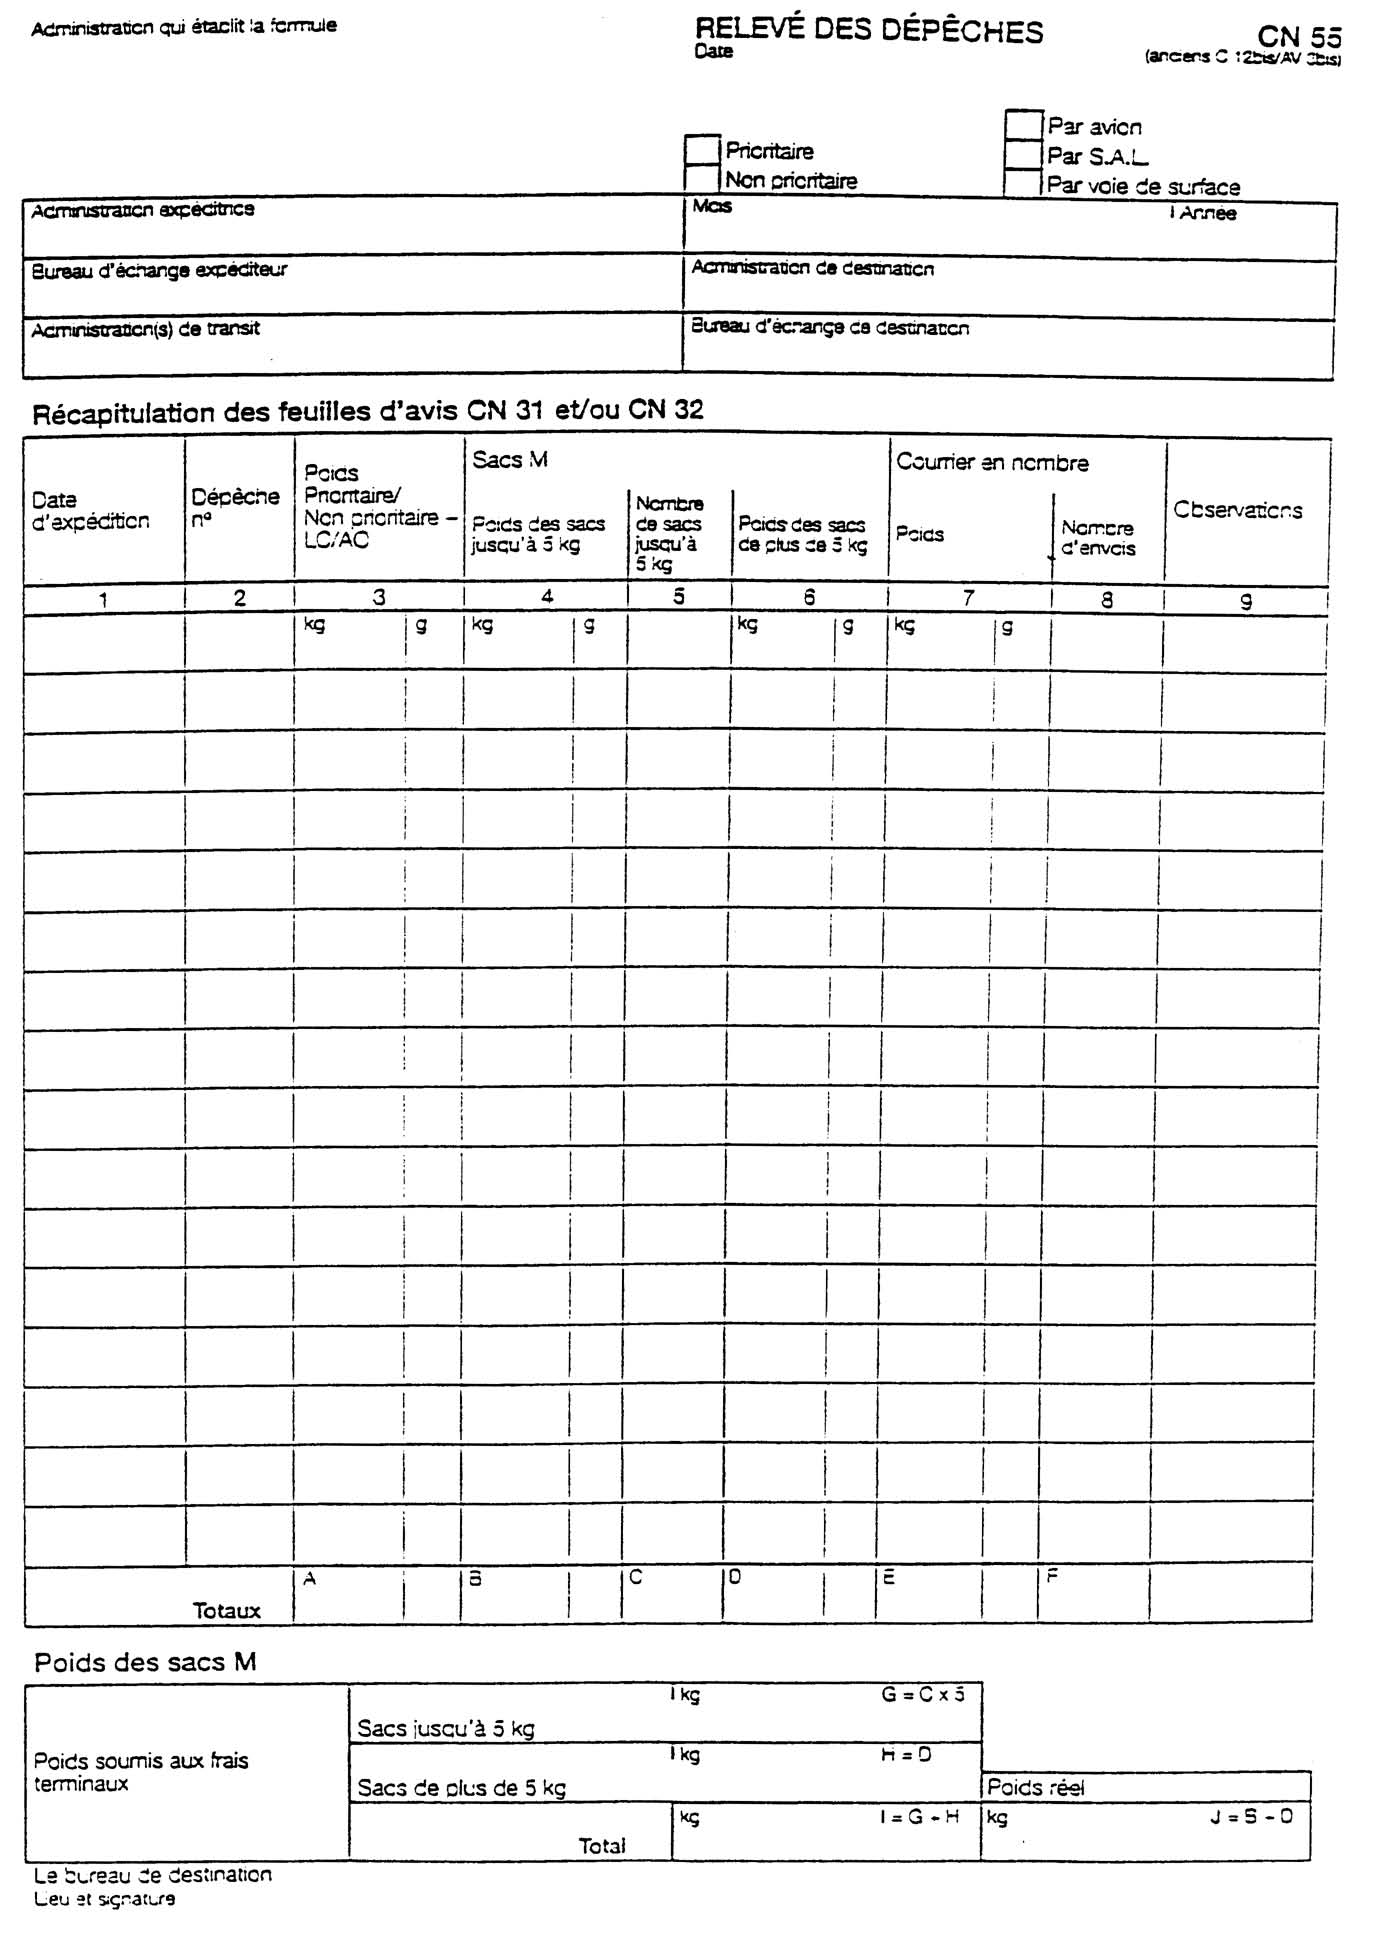 Administration qui établit la formule
RELEVÉ DES DÉPÊCHES
Date
CN 55
(anciens C 12bis/AV 3bis)
Prioritaire
Non prioritaire
Par avion
Par S.A.L.
Par voie de surface
Administration expéditrice
Mois
Année
Bureau d'échange expéditeur
Administration de destination
Administration(s) de transit
Bureau d'échange de destination
Récapitulation des feuilles d'avis CN 31 et/ou CN 32
Date
d'expédition
Dépêche
n°
Poids
Prioritaire/
Non prioritaire –
LC/AO
Sacs M
Poids des sacs
jusqu'à 5 kg
Nombre
de sacs
jusqu'à
5 kg
Poids des sacs
de plus de 5 kg
Courrier en nombre
Poids
Nombre
d'envois
Observations
1 2 3 4 5 6 7 8 9
kg g kg g kg g kg g
Totaux
A B C D E F
Poids des sacs M
Poids soumis aux frais
terminaux
kg G = C x 5
Sacs jusqu'à 5 kg
kg H = D
Sacs de plus de 5 kg
Poids réel
Total
kg I = G + H
kg J = B + D
Le bureau de destination
Lieu et signature